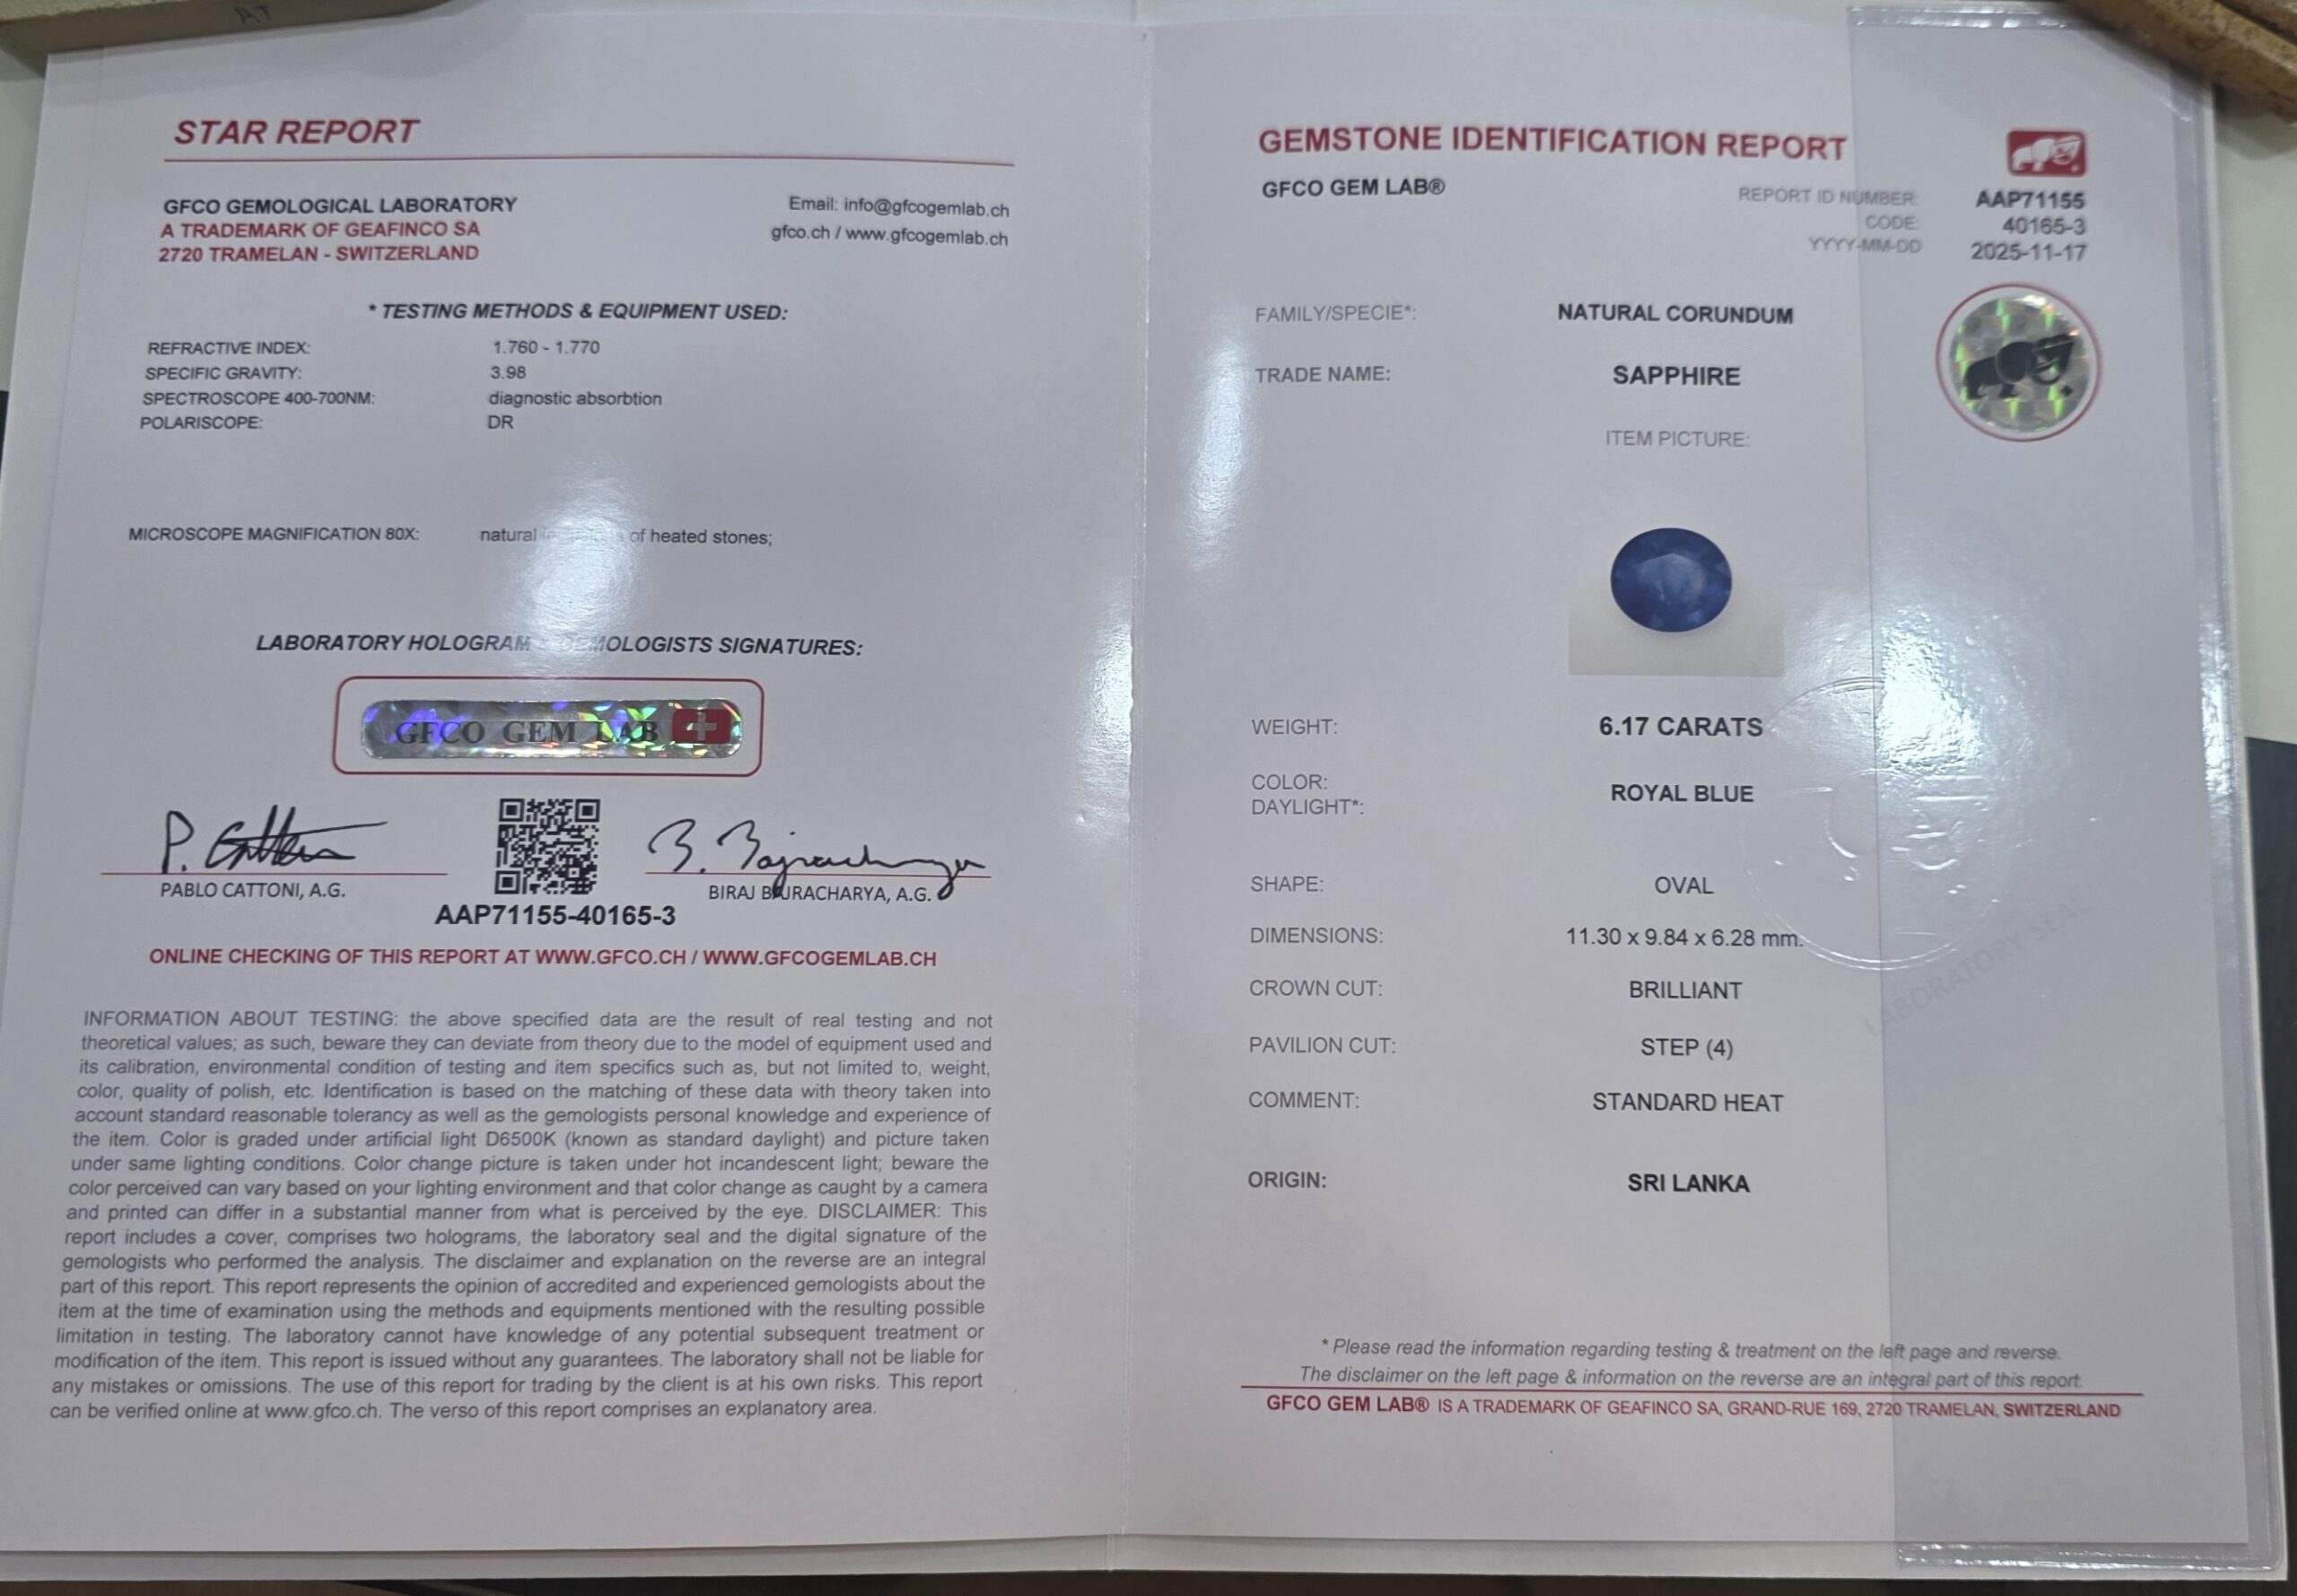 STAR REPORT
GFCO GEMOLOGICAL LABORATORY
A TRADEMARK OF GEAFINCO SA
2720 TRAMELAN - SWITZERLAND
Email: info@gfcogemlab.ch
gfco.ch / www.gfcogemlab.ch
* TESTING METHODS & EQUIPMENT USED:
REFRACTIVE INDEX: 1.760 - 1.770
SPECIFIC GRAVITY: 3.98
SPECTROSCOPE 400-700NM: diagnostic absorbtion
POLARISCOPE: DR
MICROSCOPE MAGNIFICATION 80X: natural of heated stones;
LABORATORY HOLOGRAM GEMOLOGISTS SIGNATURES:
GFCO GEM LAB
P. Cattoni
B. Bajracharya
PABLO CATTONI, A.G.
BIRAJ BAJRACHARYA, A.G.
AAP71155-40165-3
ONLINE CHECKING OF THIS REPORT AT WWW.GFCO.CH / WWW.GFCOGEMLAB.CH
INFORMATION ABOUT TESTING: the above specified data are the result of real testing and not
theoretical values; as such, beware they can deviate from theory due to the model of equipment used and
its calibration, environmental condition of testing and item specifics such as, but not limited to, weight,
color, quality of polish, etc. Identification is based on the matching of these data with theory taken into
account standard reasonable tolerancy as well as the gemologists personal knowledge and experience of
the item. Color is graded under artificial light D6500K (known as standard daylight) and picture taken
under same lighting conditions. Color change picture is taken under hot incandescent light; beware the
color perceived can vary based on your lighting environment and that color change as caught by a camera
and printed can differ in a substantial manner from what is perceived by the eye. DISCLAIMER: This
report includes a cover, comprises two holograms, the laboratory seal and the digital signature of the
gemologists who performed the analysis. The disclaimer and explanation on the reverse are an integral
part of this report. This report represents the opinion of accredited and experienced gemologists about the
item at the time of examination using the methods and equipments mentioned with the resulting possible
limitation in testing. The laboratory cannot have knowledge of any potential subsequent treatment or
modification of the item. This report is issued without any guarantees. The laboratory shall not be liable for
any mistakes or omissions. The use of this report for trading by the client is at his own risks. This report
can be verified online at www.gfco.ch. The verso of this report comprises an explanatory area.
GEMSTONE IDENTIFICATION REPORT
GFCO GEM LAB®
REPORT ID NUMBER: AAP71155
CODE: 40165-3
YYYY-MM-DD 2025-11-17
FAMILY/SPECIE*: NATURAL CORUNDUM
TRADE NAME: SAPPHIRE
ITEM PICTURE:
WEIGHT: 6.17 CARATS
COLOR:
DAYLIGHT*: ROYAL BLUE
SHAPE: OVAL
DIMENSIONS: 11.30 x 9.84 x 6.28 mm.
CROWN CUT: BRILLIANT
PAVILION CUT: STEP (4)
COMMENT: STANDARD HEAT
ORIGIN: SRI LANKA
LABORATORY SEAL
* Please read the information regarding testing & treatment on the left page and reverse.
The disclaimer on the left page & information on the reverse are an integral part of this report.
GFCO GEM LAB® IS A TRADEMARK OF GEAFINCO SA, GRAND-RUE 169, 2720 TRAMELAN, SWITZERLAND